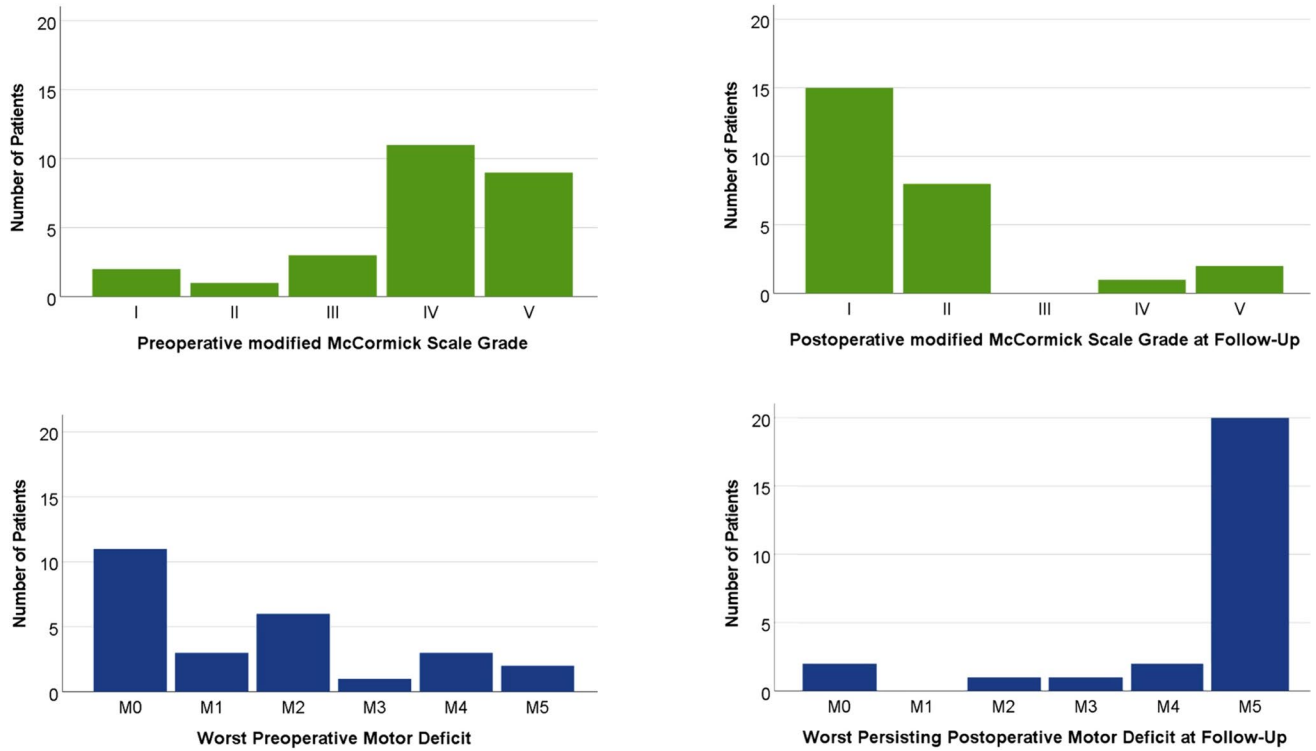 Number of Patients
20
15
10
5
0
I II III IV V
Preoperative modified McCormick Scale Grade
Number of Patients
20
15
10
5
0
I II III IV V
Postoperative modified McCormick Scale Grade at Follow-Up
Number of Patients
20
15
10
5
0
M0 M1 M2 M3 M4 M5
Worst Preoperative Motor Deficit
Number of Patients
20
15
10
5
0
M0 M1 M2 M3 M4 M5
Worst Persisting Postoperative Motor Deficit at Follow-Up